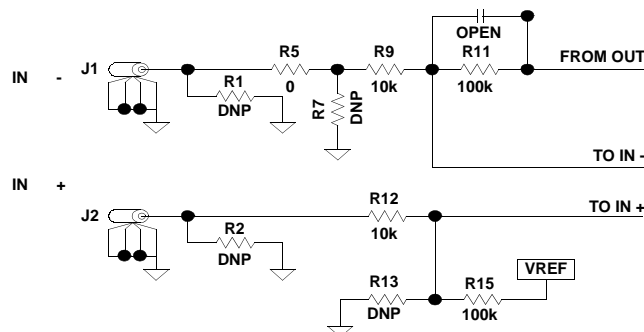 OPEN
IN - J1 R5 R9 R11 FROM OUT
R1 0 10k 100k
DNP R7 DNP
TO IN -
IN + J2 R12 TO IN +
R2 10k
DNP
R13 R15 VREF
DNP 100k